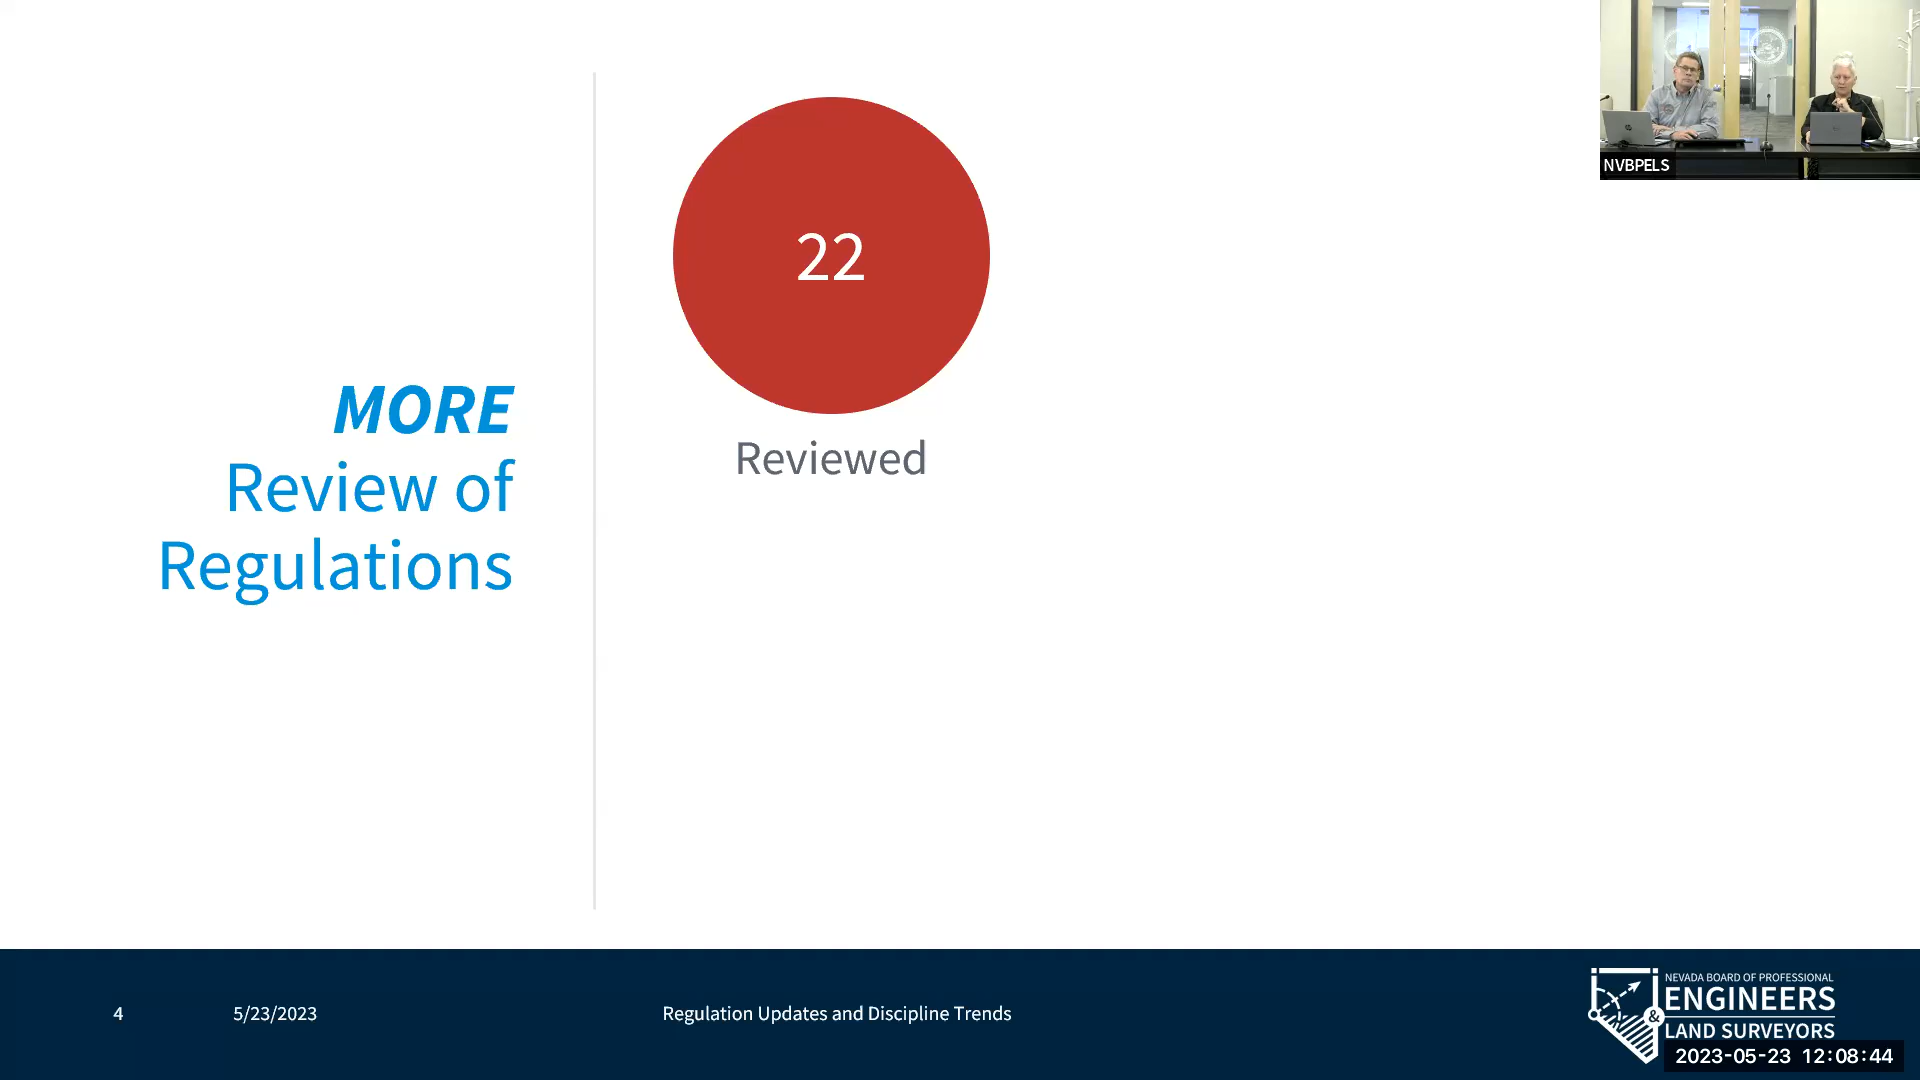 MORE
Review of
Regulations
22
Reviewed
NVBPELS
4
5/23/2023
Regulation Updates and Discipline Trends
NEVADA BOARD OF PROFESSIONAL
ENGINEERS
&
LAND SURVEYORS
2023-05-23 12:08:44